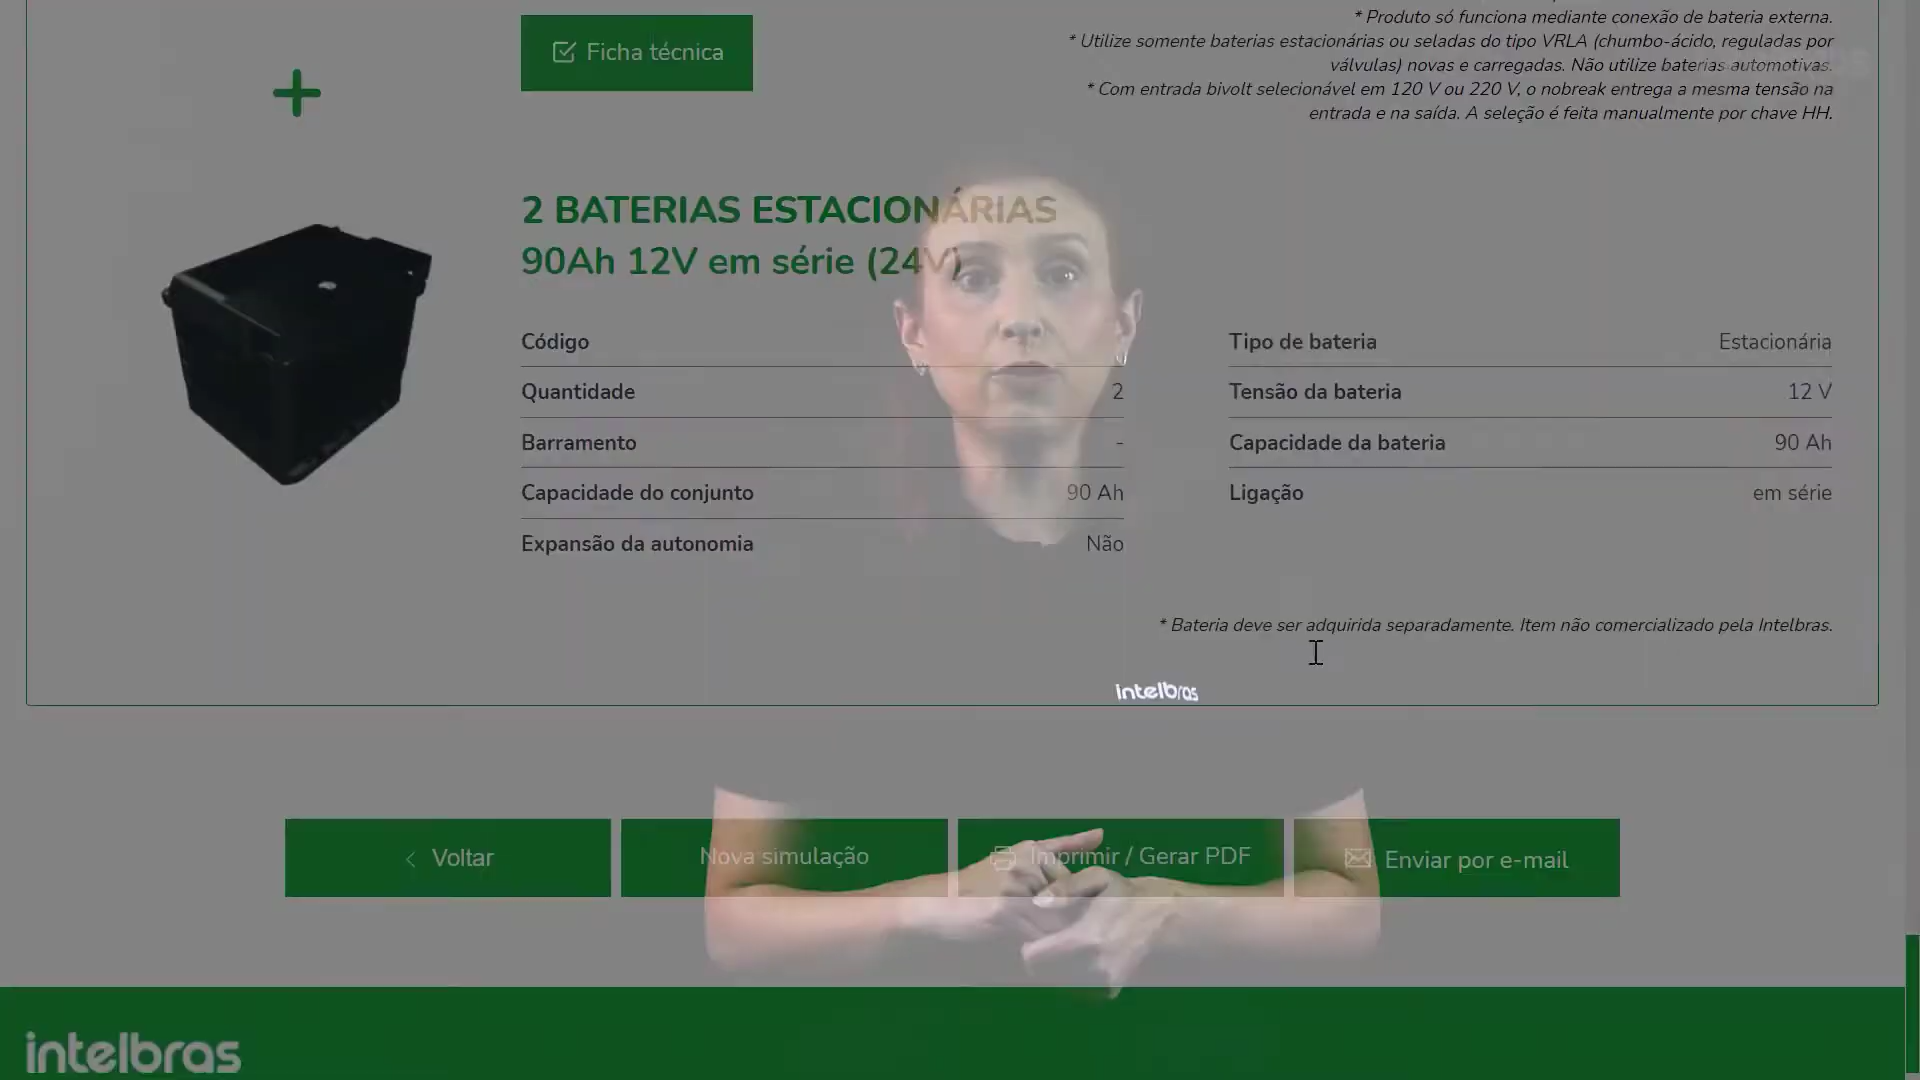 * Produto só funciona mediante conexão de bateria externa.
Ficha técnica
* Utilize somente baterias estacionárias ou seladas do tipo VRLA (chumbo-ácido, reguladas por
válvulas) novas e carregadas. Não utilize baterias automotivas.
* Com entrada bivolt selecionável em 120 V ou 220 V, o nobreak entrega a mesma tensão na
entrada e na saída. A seleção é feita manualmente por chave HH.
2 BATERIAS ESTACIONÁRIAS
90Ah 12V em série (24V)
Código
Quantidade 2
Barramento -
Capacidade do conjunto 90 Ah
Expansão da autonomia Não
Tipo de bateria Estacionária
Tensão da bateria 12 V
Capacidade da bateria 90 Ah
Ligação em série
* Bateria deve ser adquirida separadamente. Item não comercializado pela Intelbras.
intelbras
Voltar
Nova simulação
Imprimir / Gerar PDF
Enviar por e-mail
intelbras